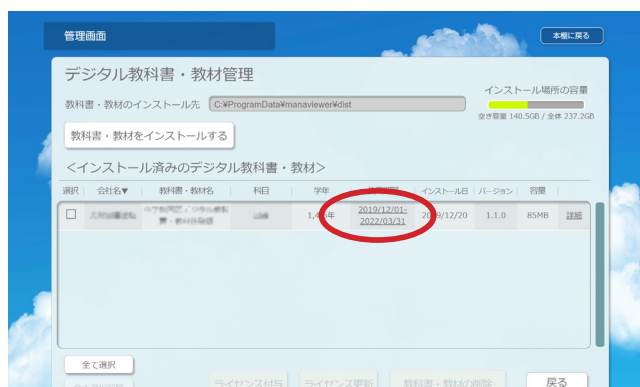 管理画面
本棚に戻る
デジタル教科書・教材管理
インストール場所の容量
教科書・教材のインストール先 C:¥ProgramData¥manaviewer¥dist
空き容量 140.5GB / 全体 237.2GB
教科書・教材をインストールする
<インストール済みのデジタル教科書・教材>
選択 会社名▼ 教科書・教材名 科目 学年 インストール日 バージョン 容量
2019/12/01-
2022/03/31
1.1.0 85MB 詳細
全て選択
ライセンス付与 ライセンス更新 教科書・教材の削除 戻る